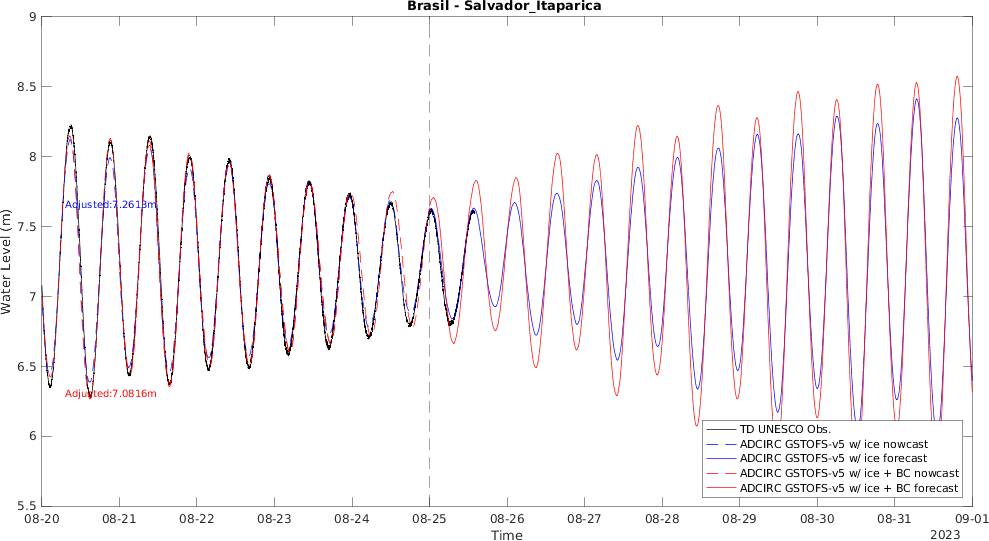 Brasil - Salvador_Itaparica
9
8.5
8
7.5
7
6.5
6
5.5
Water Level (m)
Adjusted:7.2613m
Adjusted:7.0816m
TD UNESCO Obs.
ADCIRC GSTOFS-v5 w/ ice nowcast
ADCIRC GSTOFS-v5 w/ ice forecast
ADCIRC GSTOFS-v5 w/ ice + BC nowcast
ADCIRC GSTOFS-v5 w/ ice + BC forecast
08-20 08-21 08-22 08-23 08-24 08-25 08-26 08-27 08-28 08-29 08-30 08-31 09-01
Time
2023